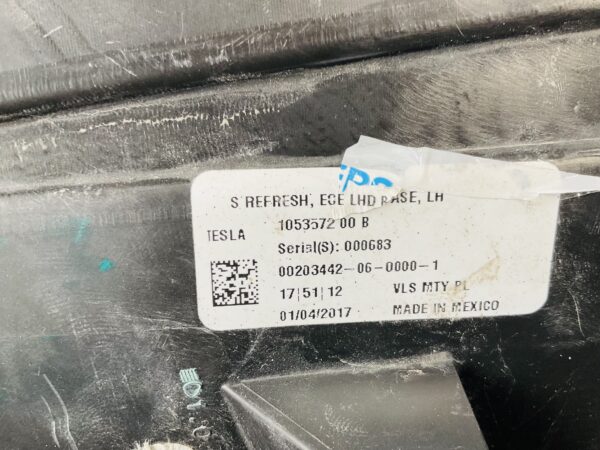 S REFRESH, ECE LHD BASE, LH
TESLA
1053572 00 B
Serial(S): 000683
00203442-06-0000-1
17|51|12 VLS MTY PL
01/04/2017 MADE IN MEXICO